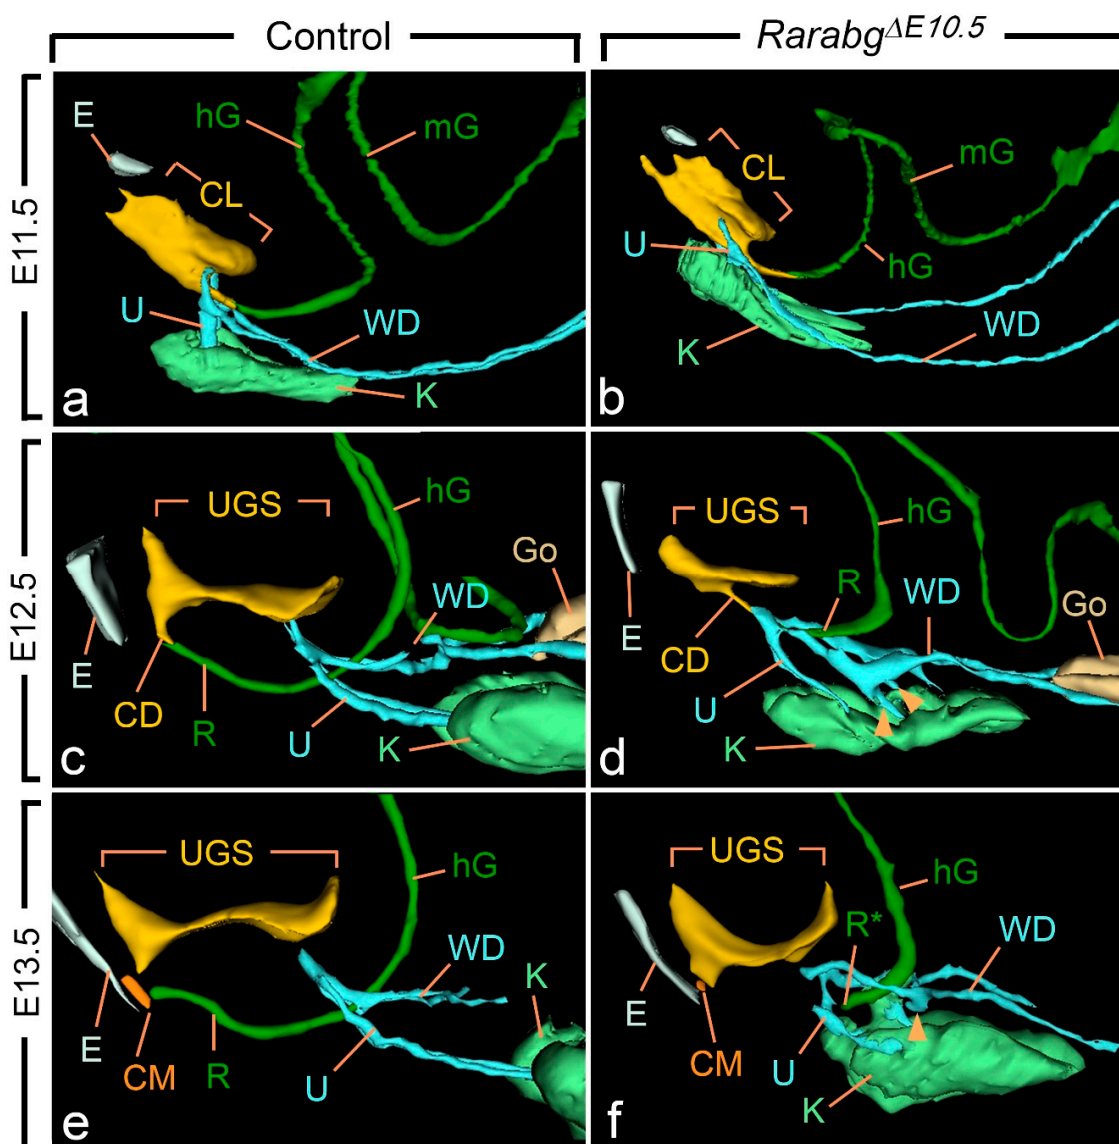 Control
Rarabg^ΔE10.5
E11.5
E
hG
mG
CL
U
WD
K
a
E
CL
mG
U
hG
K
WD
b
E12.5
UGS
hG
Go
WD
E
CD
R
U
K
c
UGS
hG
R
WD
Go
E
CD
U
K
d
E13.5
UGS
hG
WD
K
E
CM
R
U
e
UGS
hG
R*
WD
E
U
CM
K
f